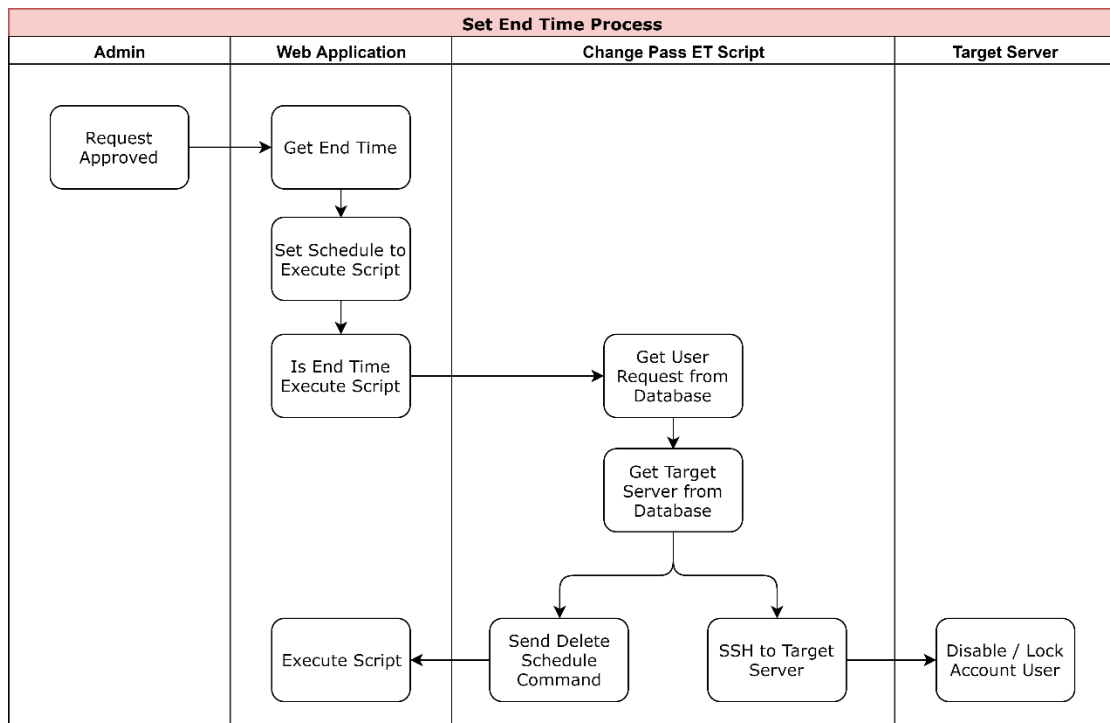 Set End Time Process
Admin
Web Application
Change Pass ET Script
Target Server
Request
Approved
Get End Time
Set Schedule to
Execute Script
Is End Time
Execute Script
Get User
Request from
Database
Get Target
Server from
Database
Execute Script
Send Delete
Schedule
Command
SSH to Target
Server
Disable / Lock
Account User